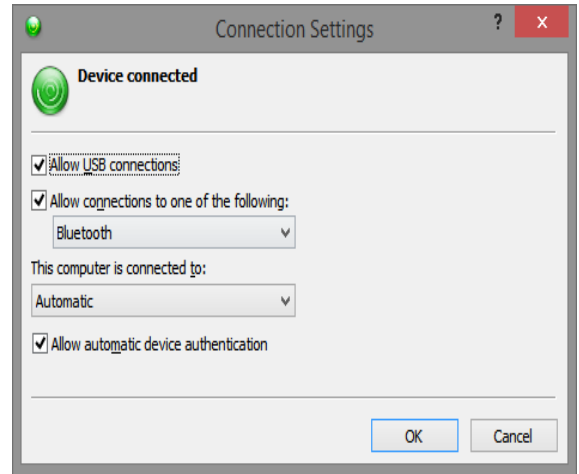 Connection Settings
?
x
Device connected
Allow USB connections
Allow connections to one of the following:
Bluetooth
This computer is connected to:
Automatic
Allow automatic device authentication
OK
Cancel